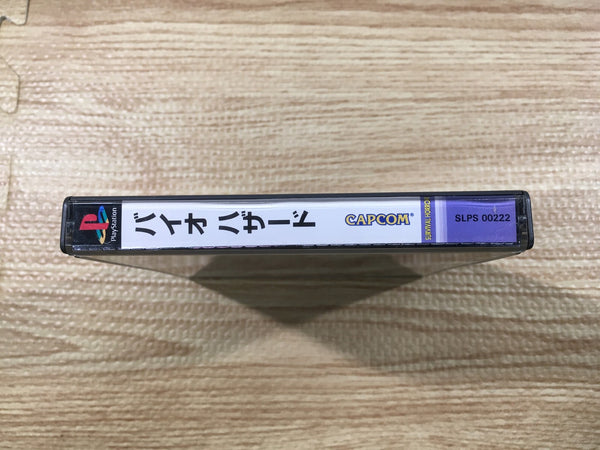 PlayStation
バイオ ハザード
CAPCOM
SURVIVAL HORROR
SLPS 00222